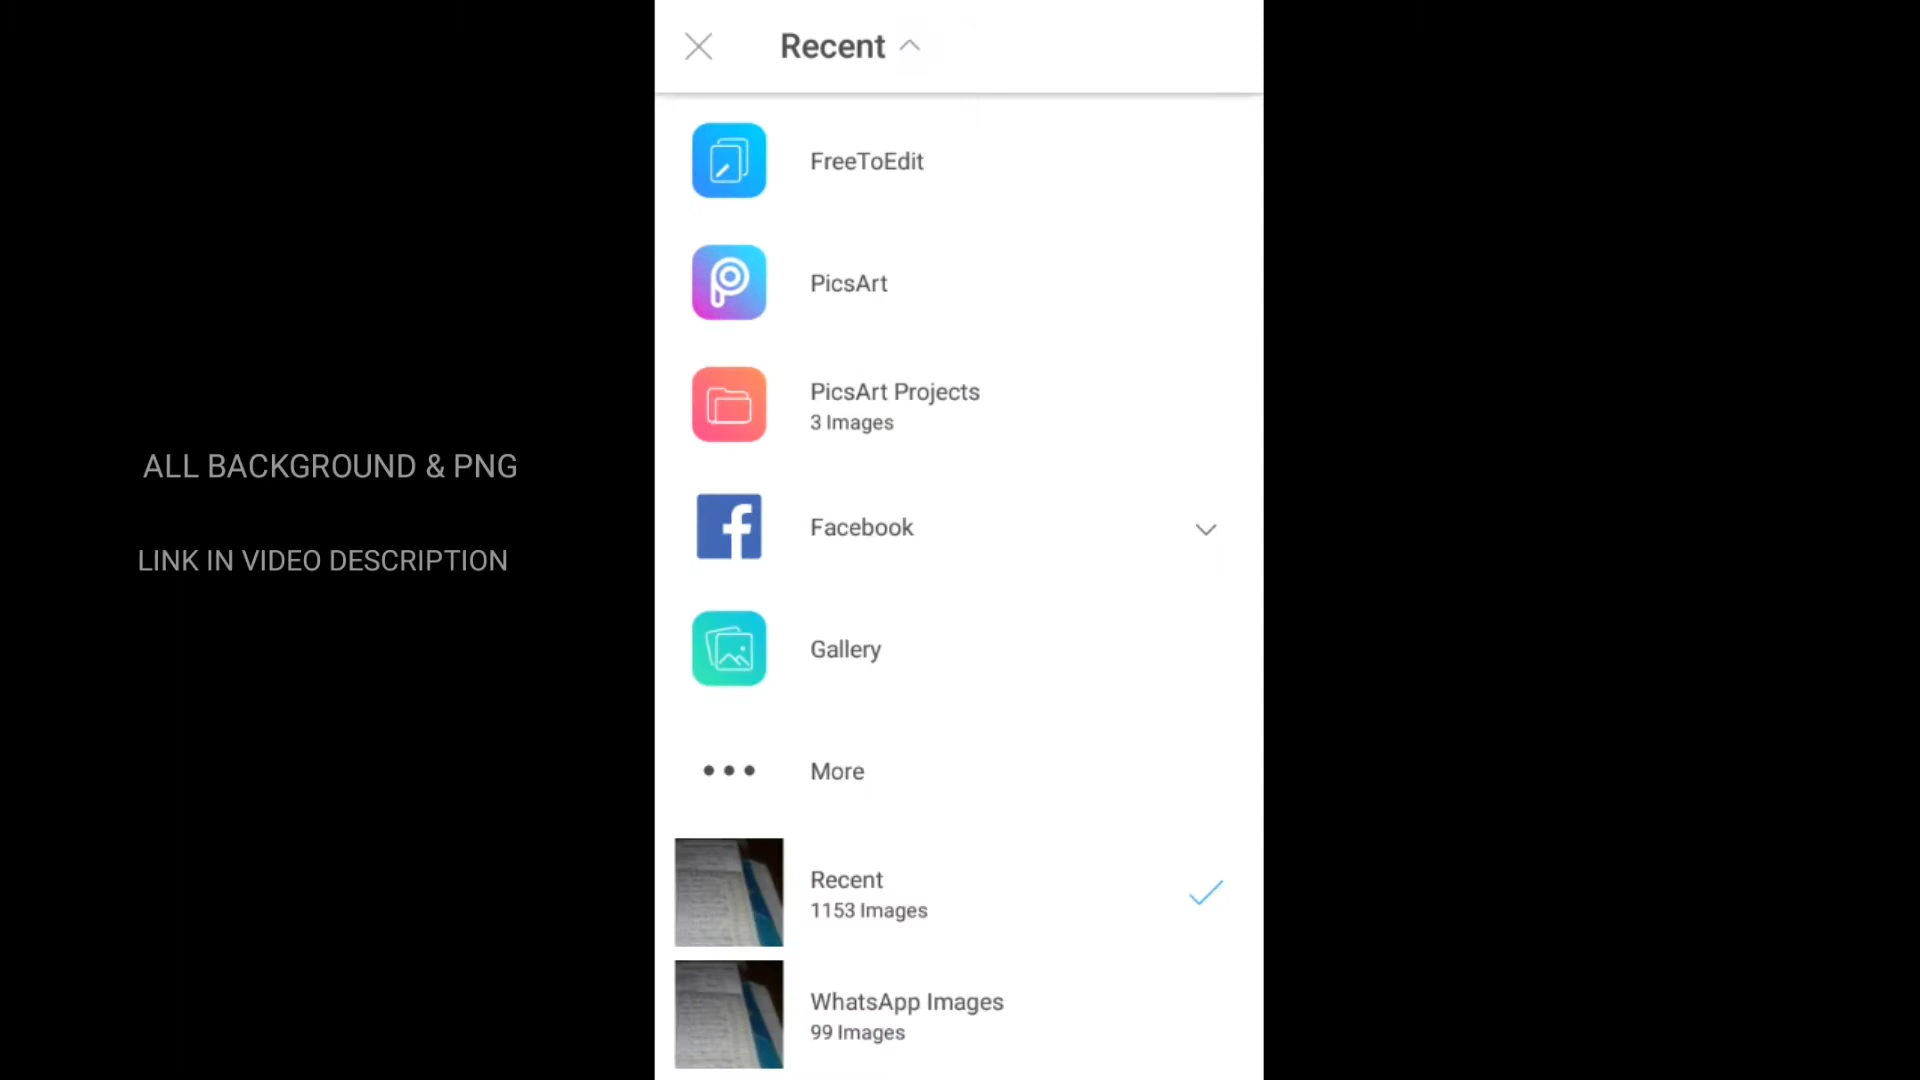 Recent
FreeToEdit
PicsArt
PicsArt Projects
3 Images
Facebook
Gallery
More
Recent
1153 Images
WhatsApp Images
99 Images
ALL BACKGROUND & PNG
LINK IN VIDEO DESCRIPTION